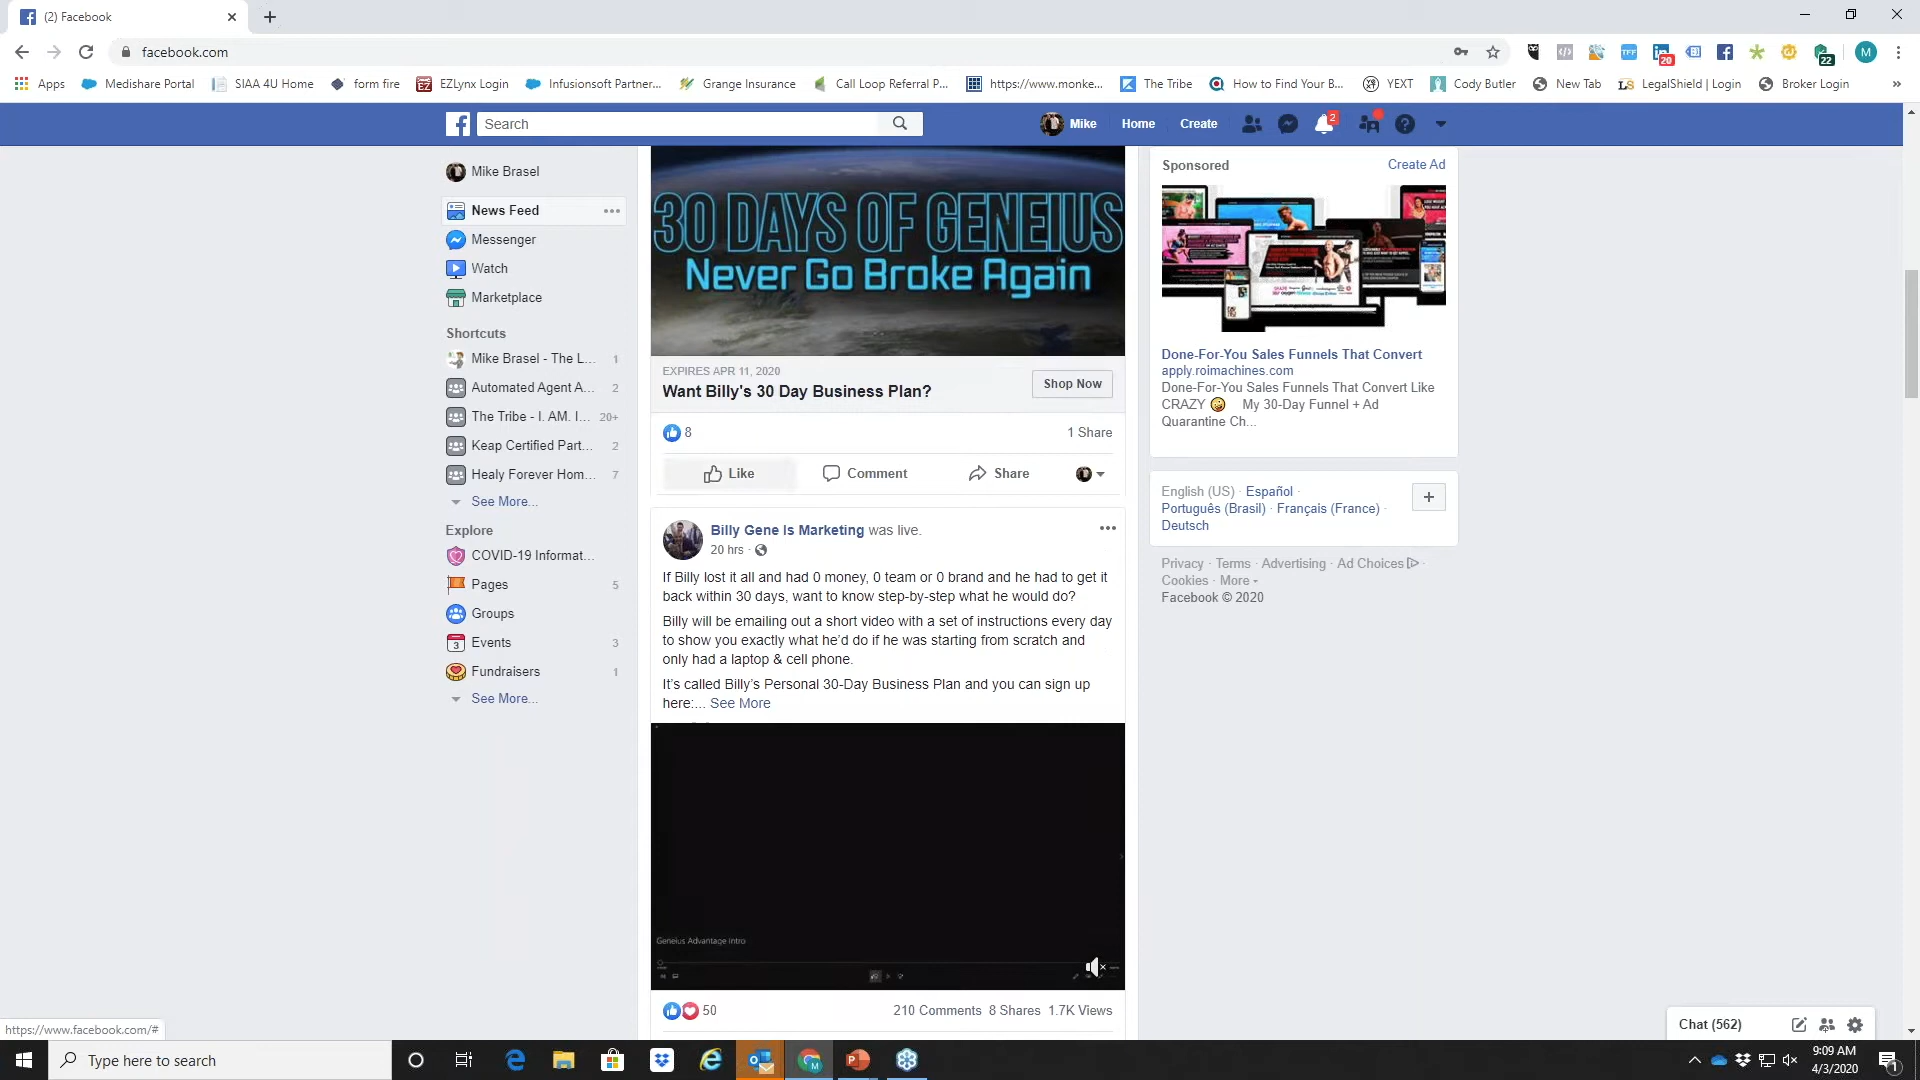 (2) Facebook
facebook.com
Apps
Medishare Portal
SIAA 4U Home
form fire
EZLynx Login
Infusionsoft Partner...
Grange Insurance
Call Loop Referral P...
https://www.monke...
The Tribe
How to Find Your B...
YEXT
Cody Butler
New Tab
LegalShield | Login
Broker Login
»
20
22
M
Search
Mike
Home
Create
2
Mike Brasel
News Feed
Messenger
Watch
Marketplace
Shortcuts
Mike Brasel - The L... 1
Automated Agent A... 2
The Tribe - I. AM. I... 20+
Keap Certified Part... 2
Healy Forever Hom... 7
See More...
Explore
COVID-19 Informat...
Pages 5
Groups
Events 3
Fundraisers 1
See More...
30 DAYS OF GENEIUS
Never Go Broke Again
EXPIRES APR 11, 2020
Want Billy's 30 Day Business Plan?
Shop Now
8
1 Share
Like Comment Share
Billy Gene Is Marketing was live.
20 hrs ·
If Billy lost it all and had 0 money, 0 team or 0 brand and he had to get it
back within 30 days, want to know step-by-step what he would do?
Billy will be emailing out a short video with a set of instructions every day
to show you exactly what he'd do if he was starting from scratch and
only had a laptop & cell phone.
It's called Billy's Personal 30-Day Business Plan and you can sign up
here:... See More
Geneius Advantage Intro
50
210 Comments 8 Shares 1.7K Views
Sponsored
Create Ad
Done-For-You Sales Funnels That Convert
apply.roimachines.com
Done-For-You Sales Funnels That Convert Like
CRAZY 🤪 My 30-Day Funnel + Ad
Quarantine Ch...
English (US) · Español ·
Português (Brasil) · Français (France) ·
Deutsch
Privacy · Terms · Advertising · Ad Choices ·
Cookies · More
Facebook © 2020
Chat (562)
https://www.facebook.com/#
Type here to search
9:09 AM
4/3/2020
1